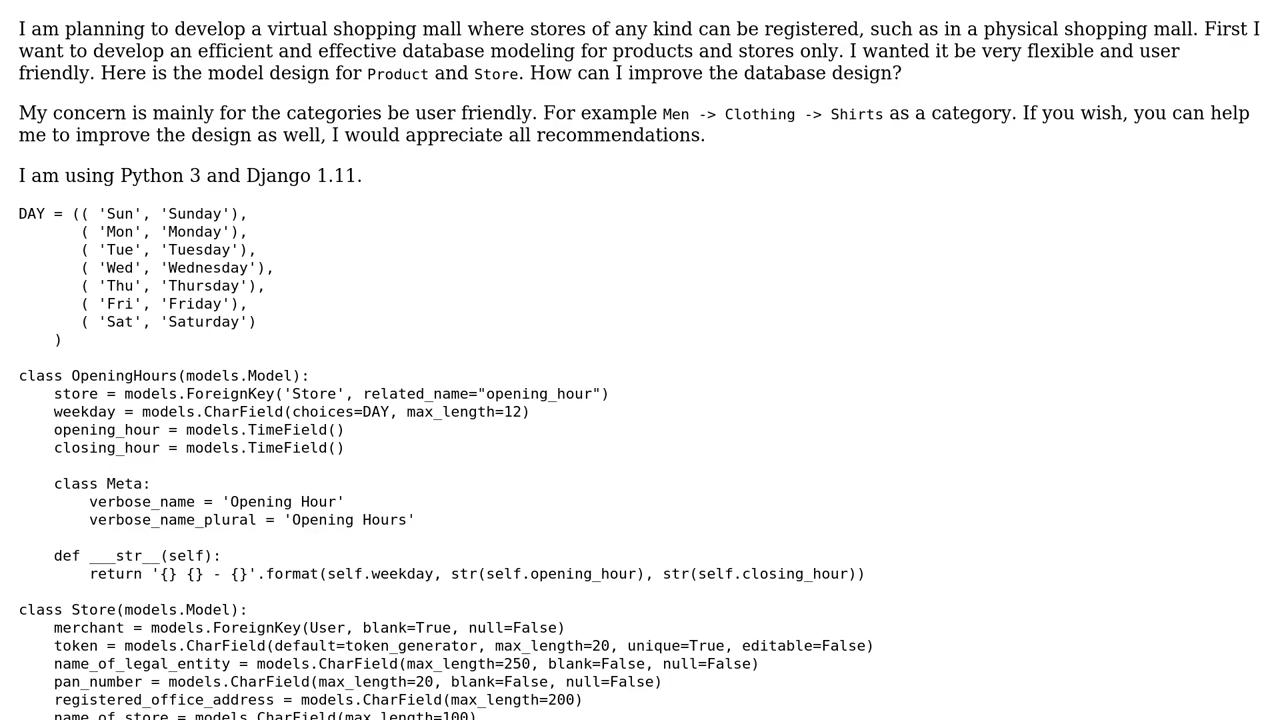 I am planning to develop a virtual shopping mall where stores of any kind can be registered, such as in a physical shopping mall. First I
want to develop an efficient and effective database modeling for products and stores only. I wanted it be very flexible and user
friendly. Here is the model design for Product and Store. How can I improve the database design?
My concern is mainly for the categories be user friendly. For example Men -> Clothing -> Shirts as a category. If you wish, you can help
me to improve the design as well, I would appreciate all recommendations.
I am using Python 3 and Django 1.11.
DAY = (( 'Sun', 'Sunday'),
       ( 'Mon', 'Monday'),
       ( 'Tue', 'Tuesday'),
       ( 'Wed', 'Wednesday'),
       ( 'Thu', 'Thursday'),
       ( 'Fri', 'Friday'),
       ( 'Sat', 'Saturday')
    )
class OpeningHours(models.Model):
    store = models.ForeignKey('Store', related_name="opening_hour")
    weekday = models.CharField(choices=DAY, max_length=12)
    opening_hour = models.TimeField()
    closing_hour = models.TimeField()
    class Meta:
        verbose_name = 'Opening Hour'
        verbose_name_plural = 'Opening Hours'
    def ___str__(self):
        return '{} {} - {}'.format(self.weekday, str(self.opening_hour), str(self.closing_hour))
class Store(models.Model):
    merchant = models.ForeignKey(User, blank=True, null=False)
    token = models.CharField(default=token_generator, max_length=20, unique=True, editable=False)
    name_of_legal_entity = models.CharField(max_length=250, blank=False, null=False)
    pan_number = models.CharField(max_length=20, blank=False, null=False)
    registered_office_address = models.CharField(max_length=200)
    name_of_store = models.CharField(max_length=100)